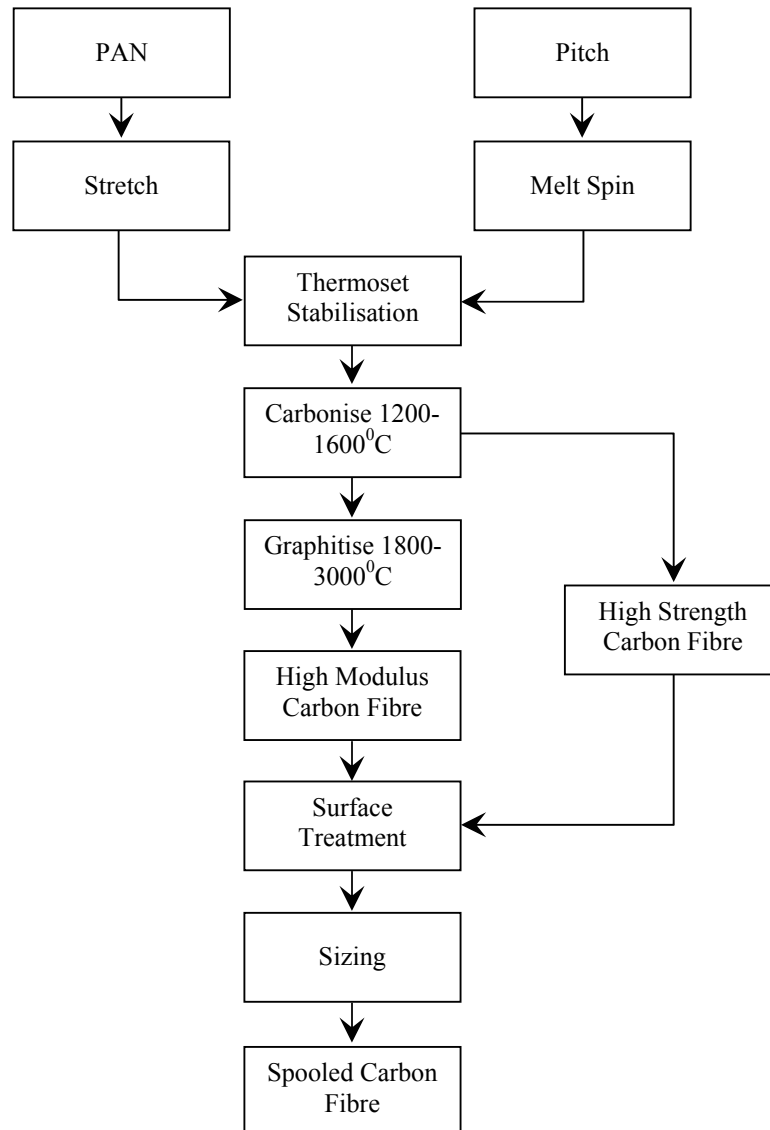 PAN
Pitch
Stretch
Melt Spin
Thermoset
Stabilisation
Carbonise 1200-
1600⁰C
Graphitise 1800-
3000⁰C
High Strength
Carbon Fibre
High Modulus
Carbon Fibre
Surface
Treatment
Sizing
Spooled Carbon
Fibre